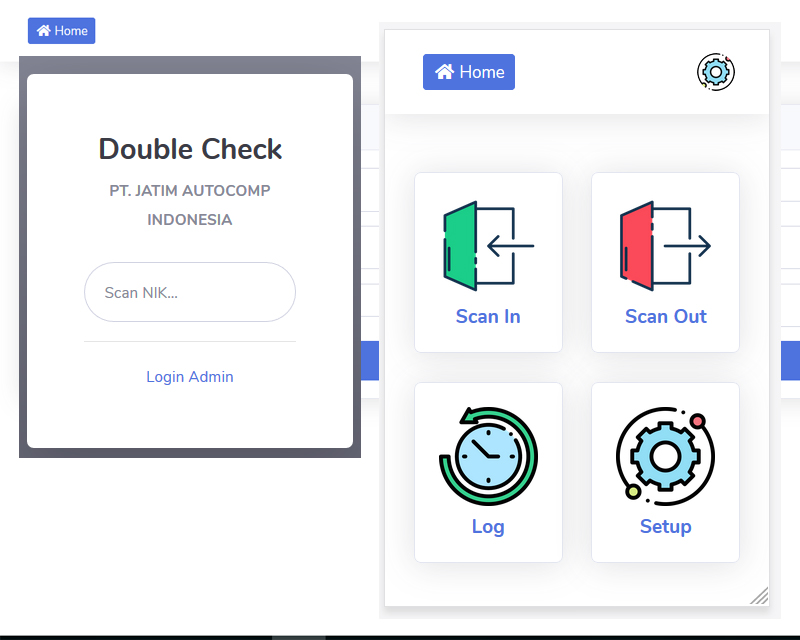 Home
Double Check
PT. JATIM AUTOCOMP
INDONESIA
Scan NIK...
Login Admin
Home
Scan In
Scan Out
Log
Setup